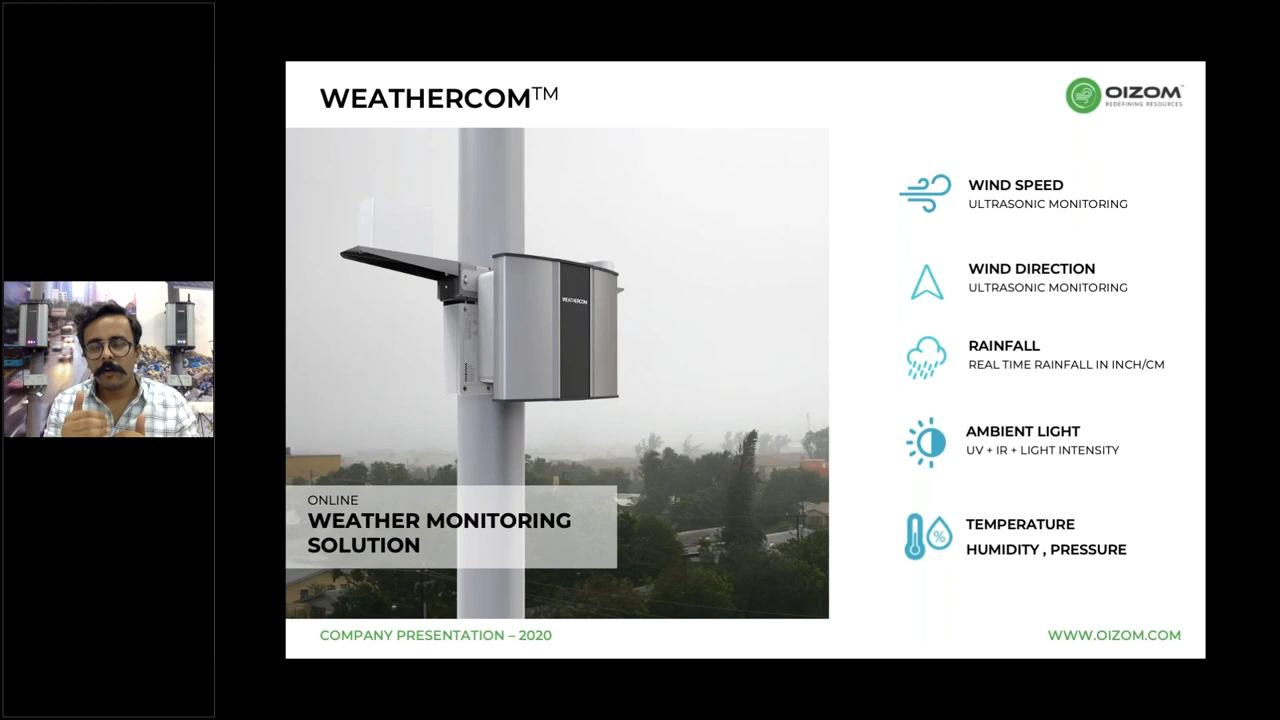 WEATHERCOM™
OIZOM™
REDEFINING RESOURCES
WEATHERCOM
ONLINE
WEATHER MONITORING
SOLUTION
WIND SPEED
ULTRASONIC MONITORING
WIND DIRECTION
ULTRASONIC MONITORING
RAINFALL
REAL TIME RAINFALL IN INCH/CM
AMBIENT LIGHT
UV + IR + LIGHT INTENSITY
%
TEMPERATURE
HUMIDITY , PRESSURE
COMPANY PRESENTATION – 2020
WWW.OIZOM.COM